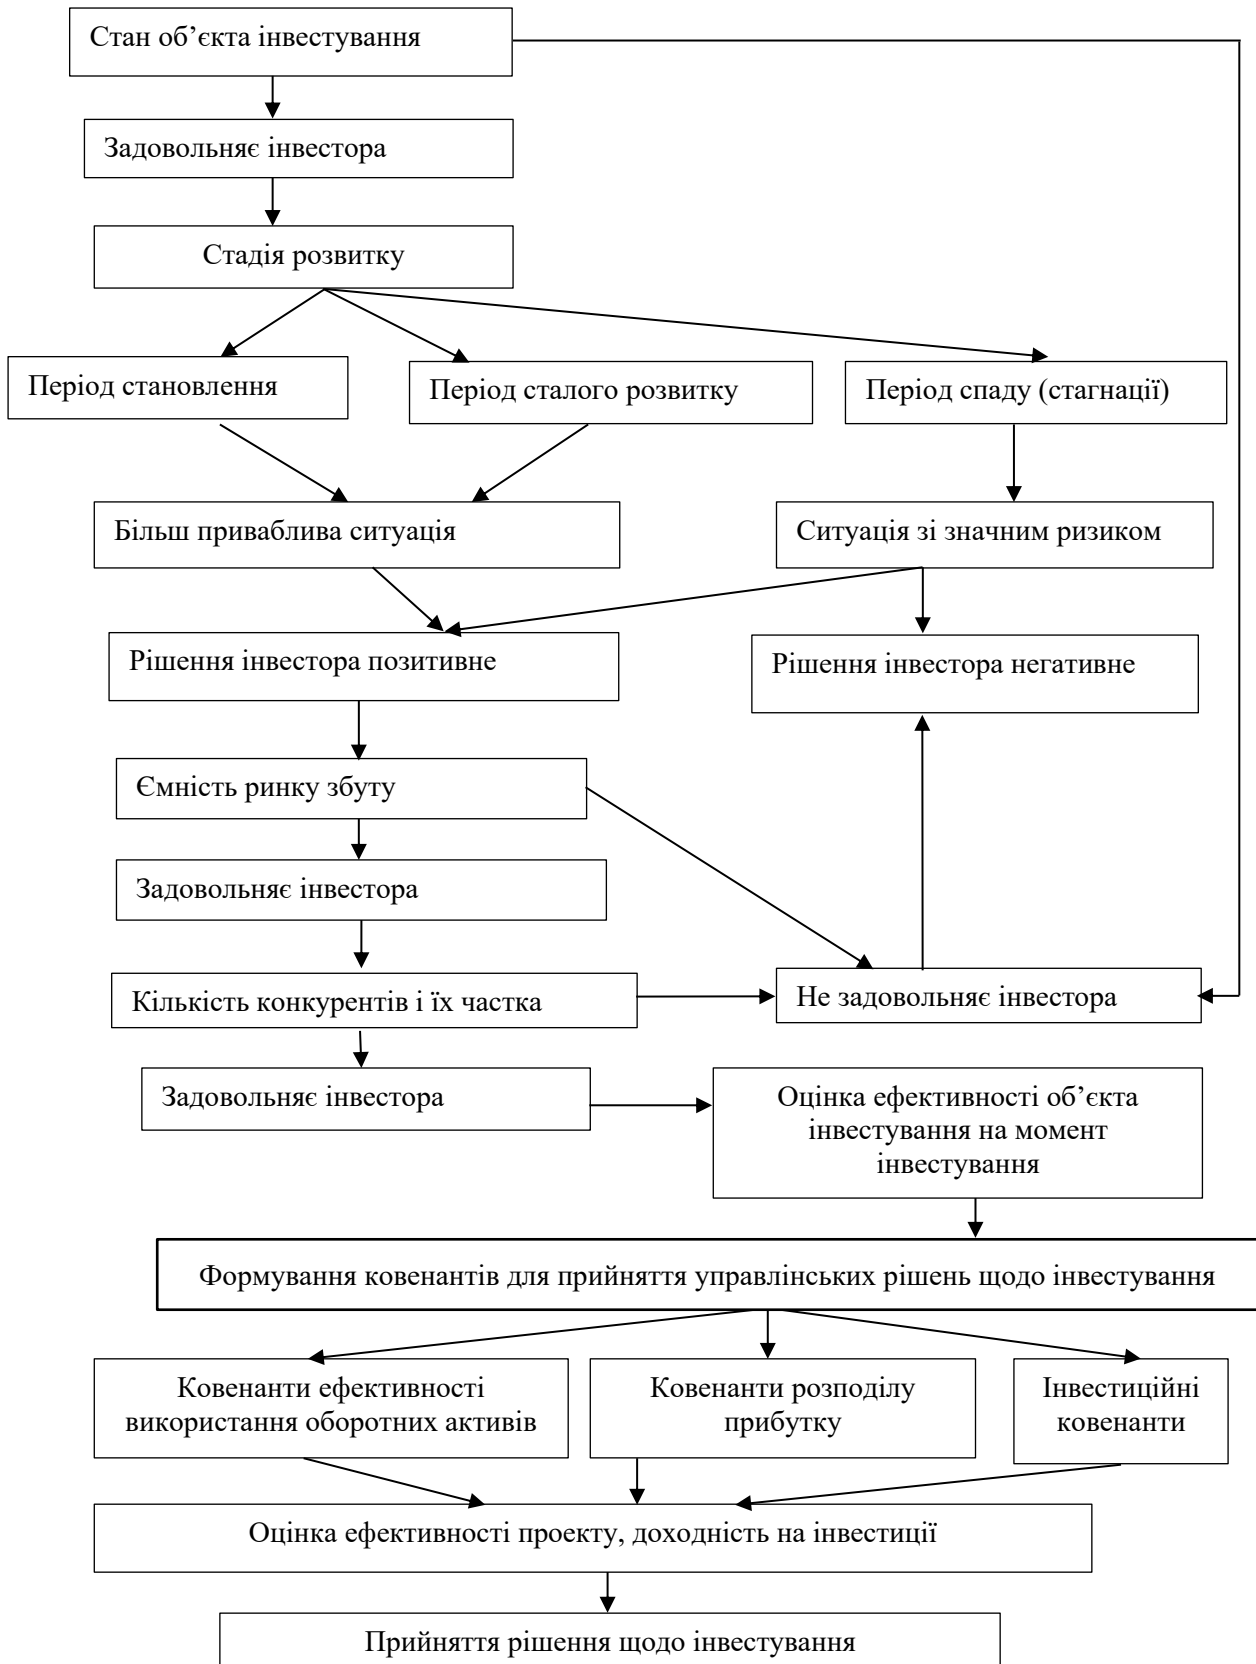 Стан об’єкта інвестування
Задовольняє інвестора
Стадія розвитку
Період становлення
Період сталого розвитку
Період спаду (стагнації)
Більш приваблива ситуація
Ситуація зі значним ризиком
Рішення інвестора позитивне
Рішення інвестора негативне
Ємність ринку збуту
Задовольняє інвестора
Кількість конкурентів і їх частка
Не задовольняє інвестора
Задовольняє інвестора
Оцінка ефективності об’єкта
інвестування на момент
інвестування
Формування ковенантів для прийняття управлінських рішень щодо інвестування
Ковенанти ефективності
використання оборотних активів
Ковенанти розподілу
прибутку
Інвестиційні
ковенанти
Оцінка ефективності проекту, доходність на інвестиції
Прийняття рішення щодо інвестування